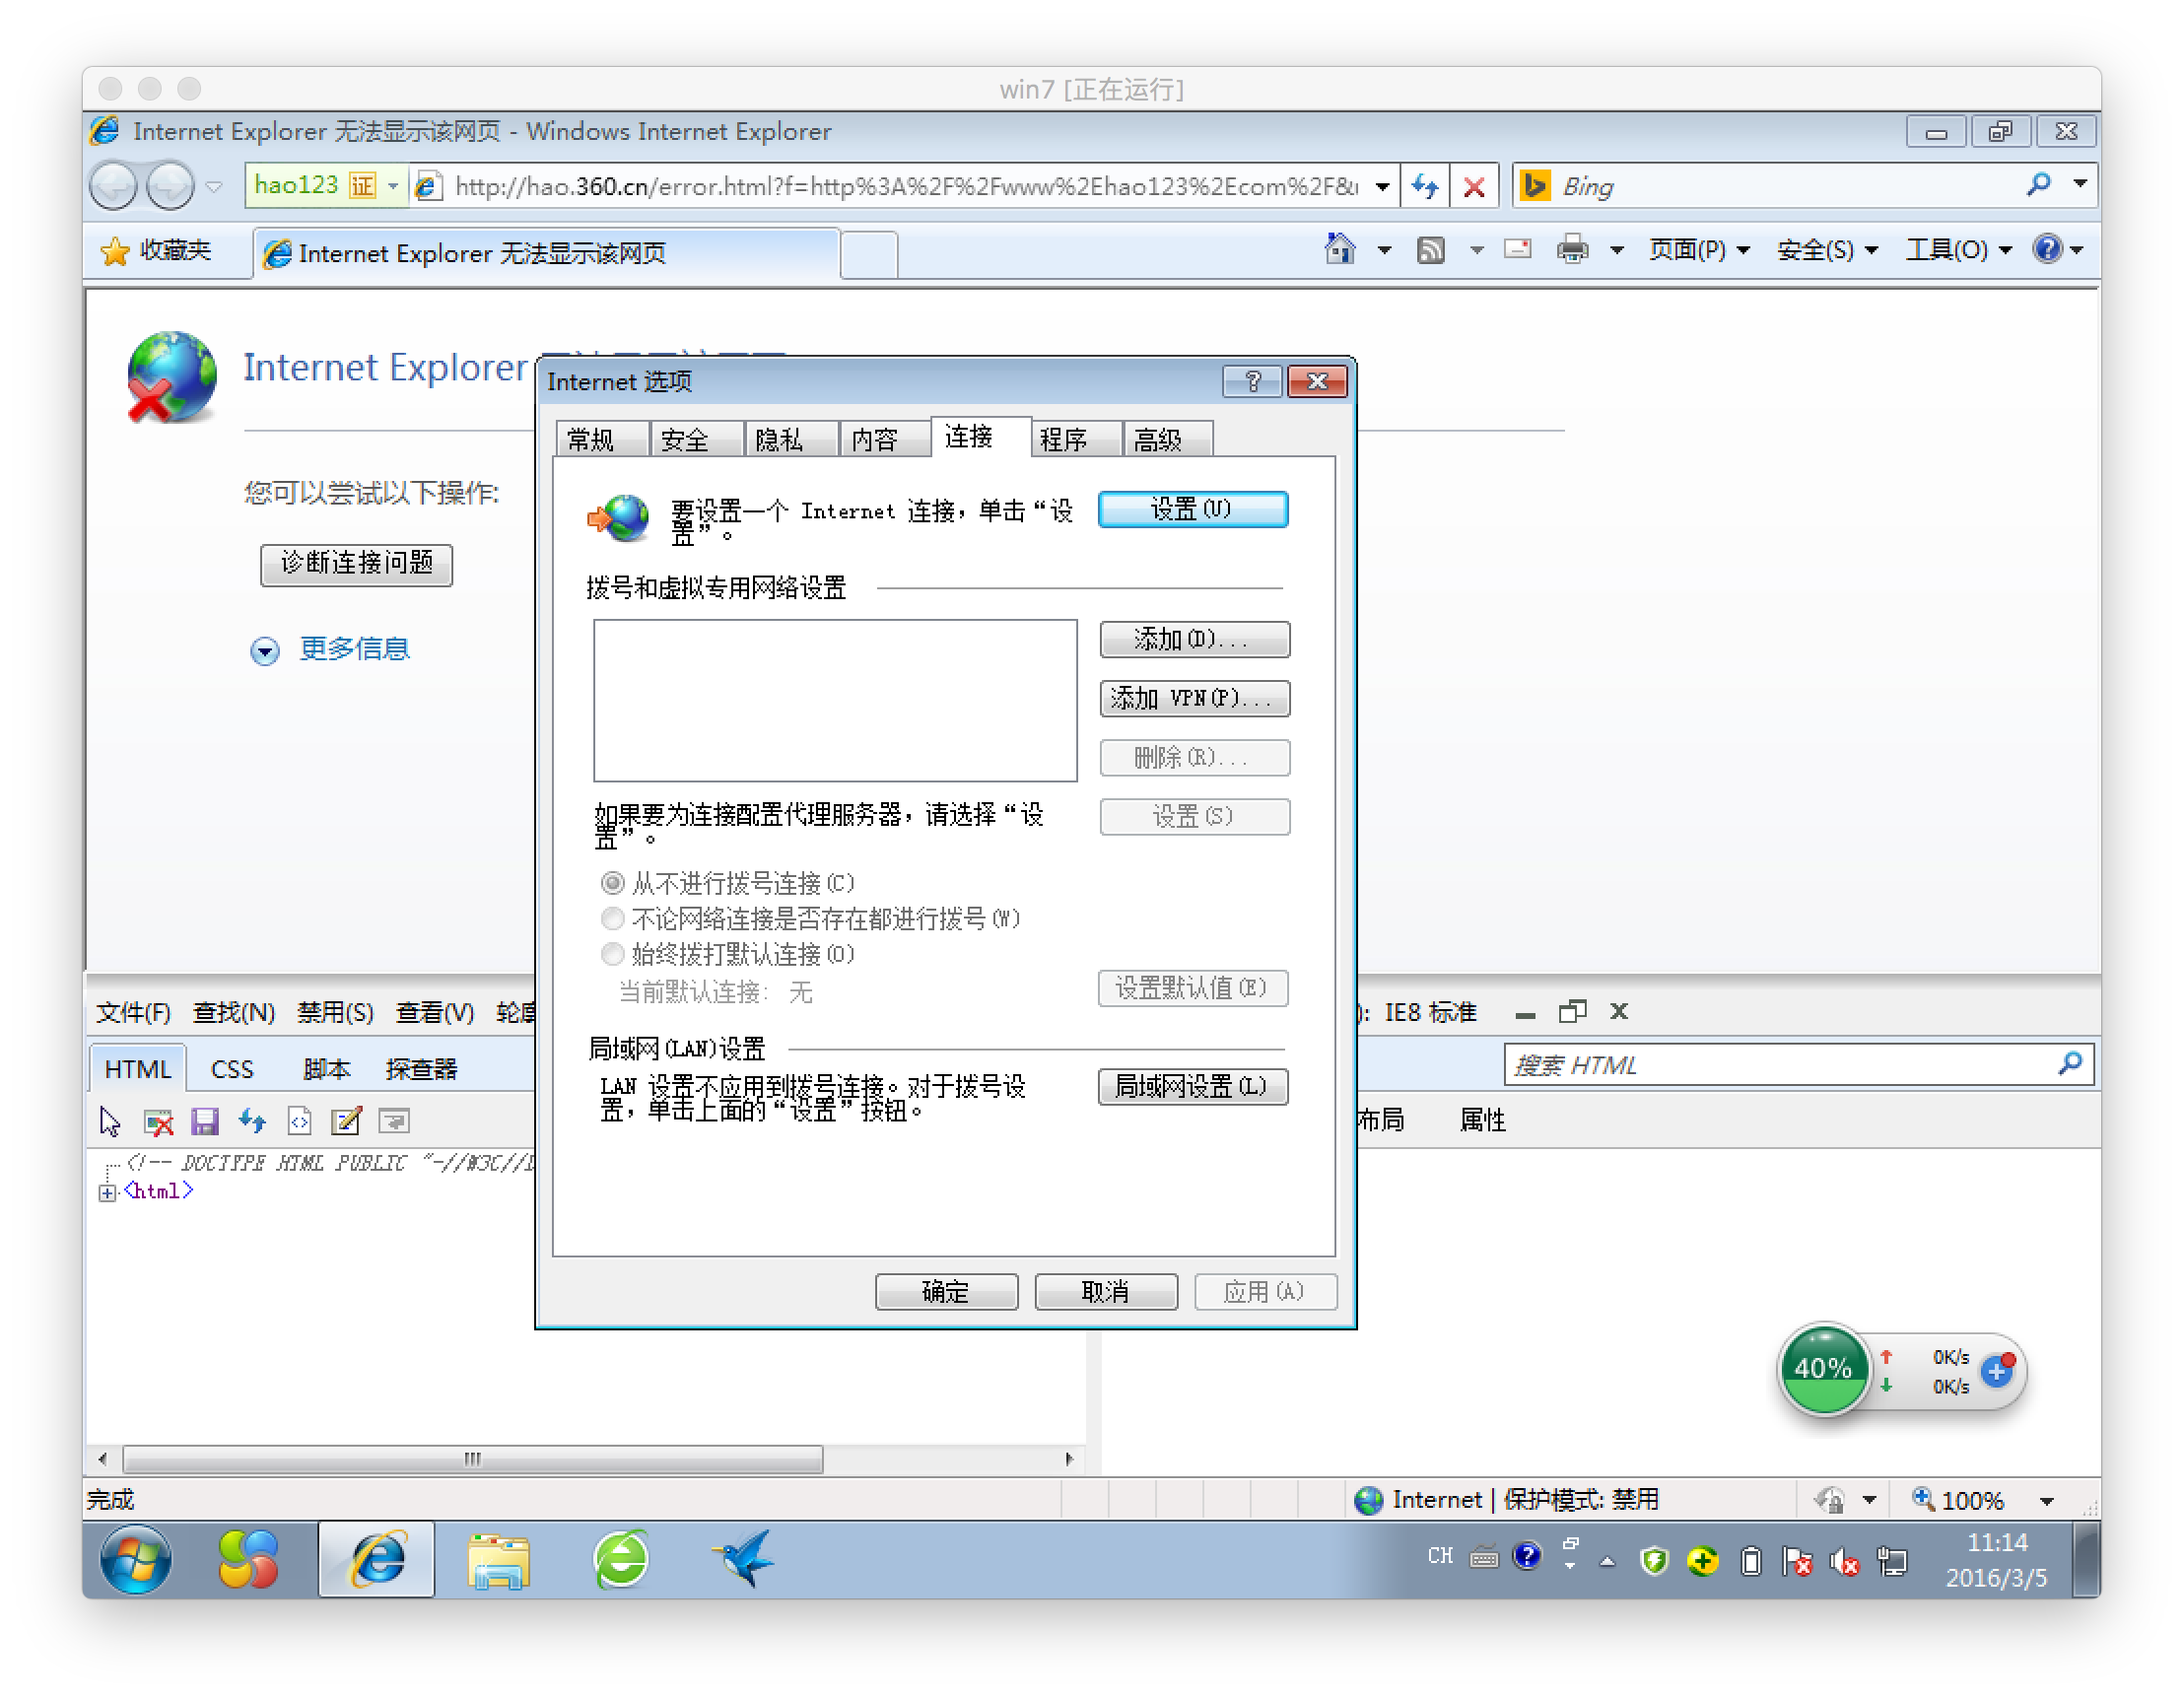 win7 [正在运行]
Internet Explorer 无法显示该网页 - Windows Internet Explorer
hao123 证 http://hao.360.cn/error.html?f=http%3A%2F%2Fwww%2Ehao123%2Ecom%2F& Bing
收藏夹 Internet Explorer 无法显示该网页 页面(P) 安全(S) 工具(O)
Internet Explorer
您可以尝试以下操作:
诊断连接问题
更多信息
Internet 选项
常规 安全 隐私 内容 连接 程序 高级
要设置一个 Internet 连接，单击“设
置”。
设置(U)
拨号和虚拟专用网络设置
添加(D)...
添加 VPN(P)...
删除(R)...
设置(S)
如果要为连接配置代理服务器，请选择“设
置”。
从不进行拨号连接(C)
不论网络连接是否存在都进行拨号(W)
始终拨打默认连接(O)
当前默认连接: 无
设置默认值(E)
局域网(LAN)设置
LAN 设置不应用到拨号连接。对于拨号设
置，单击上面的“设置”按钮。
局域网设置(L)
确定 取消 应用(A)
文件(F) 查找(N) 禁用(S) 查看(V) ): IE8 标准
HTML CSS 脚本 探查器 搜索 HTML
布局 属性
<!-- DOCTYPE HTML PUBLIC "-//W3C//
<html>
40% 0K/s
0K/s
完成 Internet | 保护模式: 禁用 100%
CH 11:14
2016/3/5